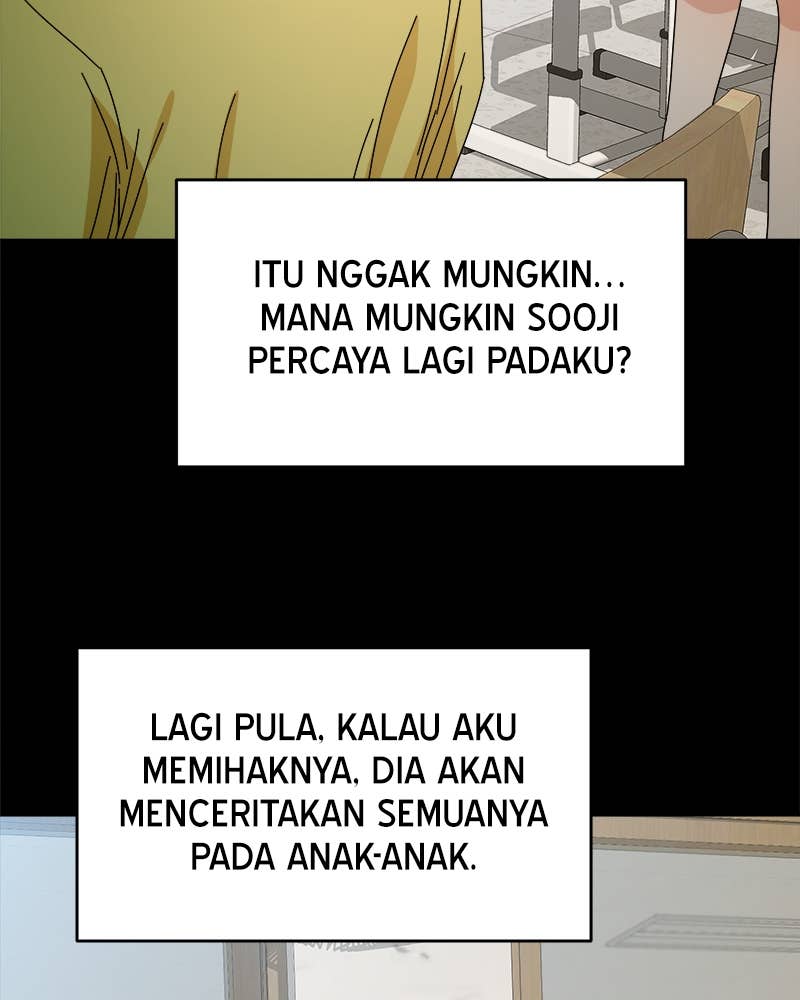 ITU NGGAK MUNGKIN...
MANA MUNGKIN SOOJI
PERCAYA LAGI PADAKU?
LAGI PULA, KALAU AKU
MEMIHAKNYA, DIA AKAN
MENCERITAKAN SEMUANYA
PADA ANAK-ANAK.